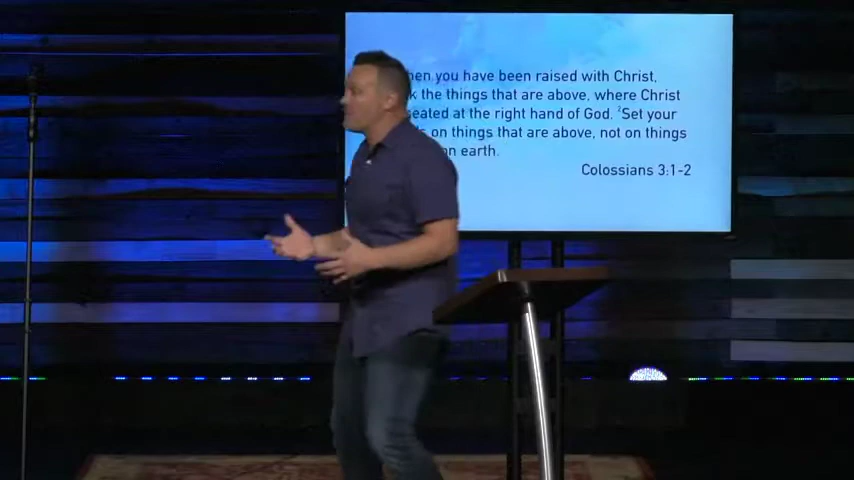 you have been raised with Christ,
the things that are above, where Christ
seated at the right hand of God. ²Set your
on things that are above, not on things
on earth.
Colossians 3:1-2